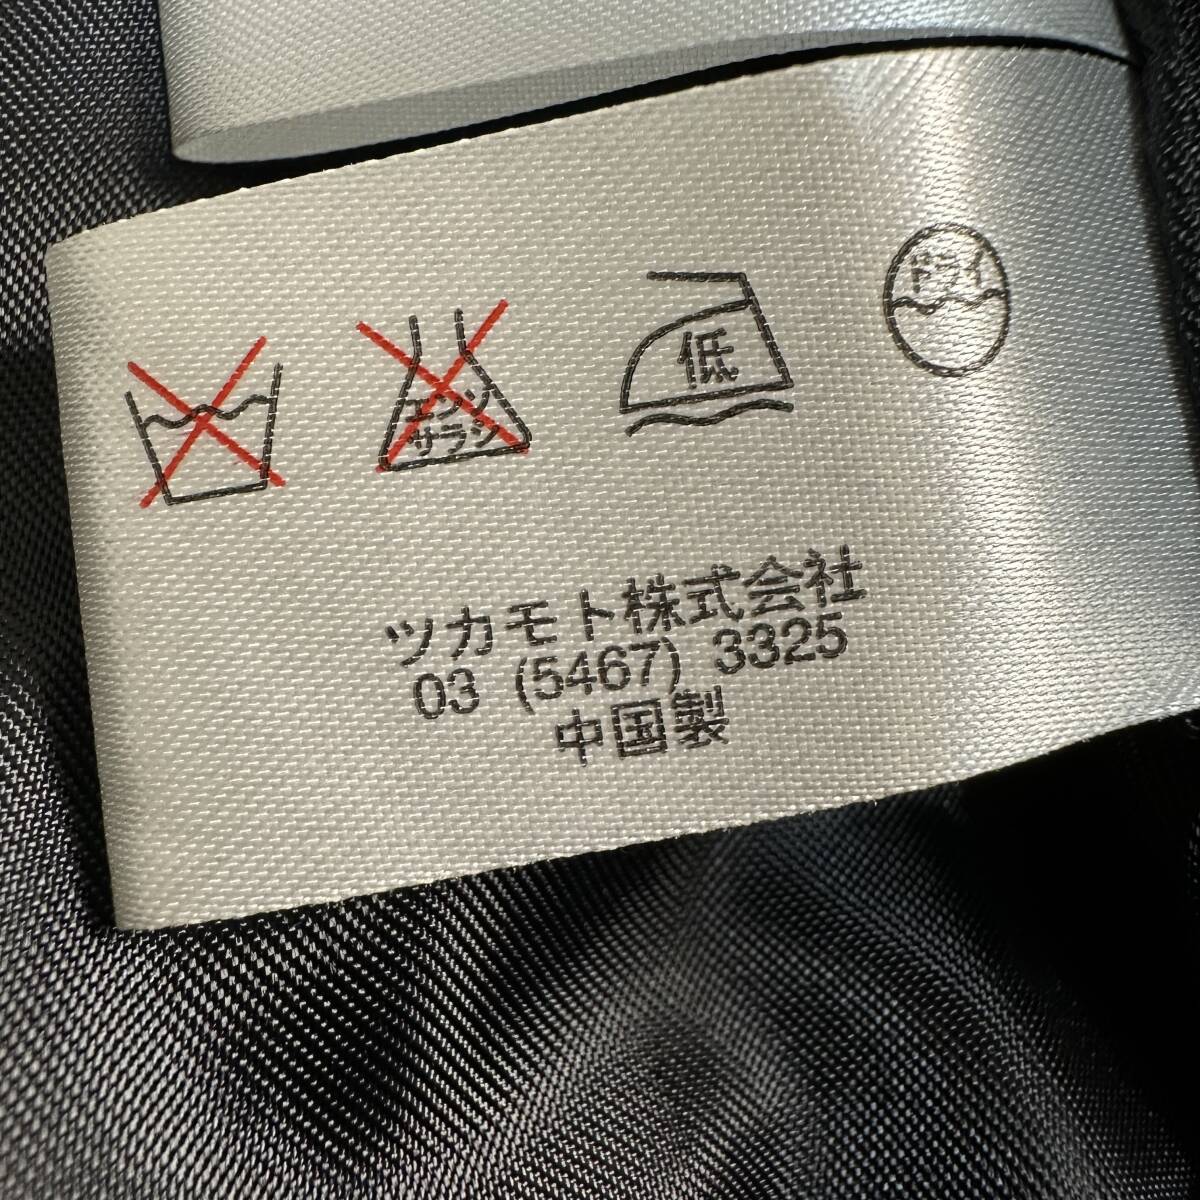 エンソ
サラシ
低
ドライ
ツカモト株式会社
03 (5467) 3325
中国製